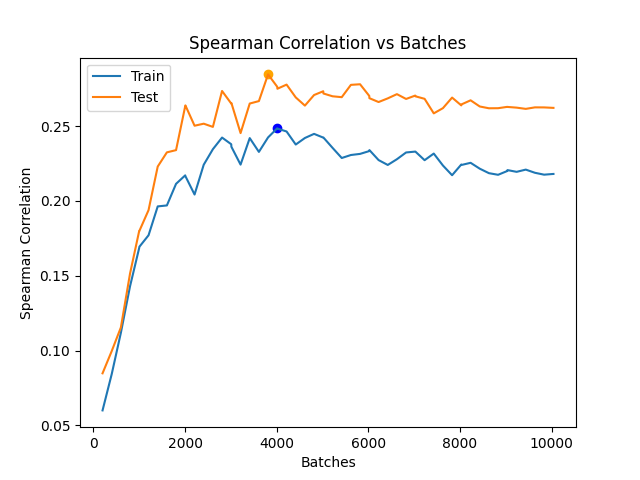 Spearman Correlation vs Batches
Train
Test
Spearman Correlation
0.25
0.20
0.15
0.10
0.05
0
2000
4000
6000
8000
10000
Batches